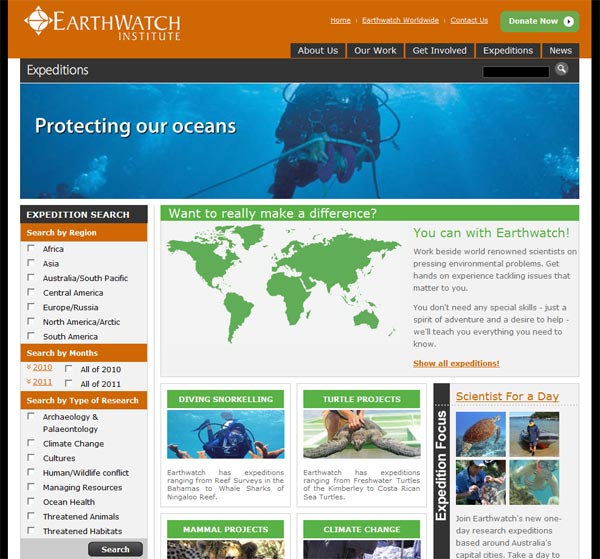 EARTHWATCH
INSTITUTE
Home
Earthwatch Worldwide
Contact Us
Donate Now
About Us
Our Work
Get Involved
Expeditions
News
Expeditions
Protecting our oceans
EXPEDITION SEARCH
Search by Region
Africa
Asia
Australia/South Pacific
Central America
Europe/Russia
North America/Arctic
South America
Search by Months
2010 All of 2010
2011 All of 2011
Search by Type of Research
Archaeology &
Palaeontology
Climate Change
Cultures
Human/Wildlife conflict
Managing Resources
Ocean Health
Threatened Animals
Threatened Habitats
Search
Want to really make a difference?
You can with Earthwatch!
Work beside world renowned scientists on
pressing environmental problems. Get
hands on experience tackling issues that
matter to you.
You don't need any special skills - just a
spirit of adventure and a desire to help -
we'll teach you everything you need to
know.
Show all expeditions!
DIVING SNORKELLING
Earthwatch has expeditions
ranging from Reef Surveys in the
Bahamas to Whale Sharks of
Ningaloo Reef.
TURTLE PROJECTS
Earthwatch has expeditions
ranging from Freshwater Turtles
of the Kimberley to Costa Rican
Sea Turtles.
MAMMAL PROJECTS
CLIMATE CHANGE
Expedition Focus
Scientist For a Day
Join Earthwatch's new one-
day research expeditions
based around Australia's
capital cities. Take a day to